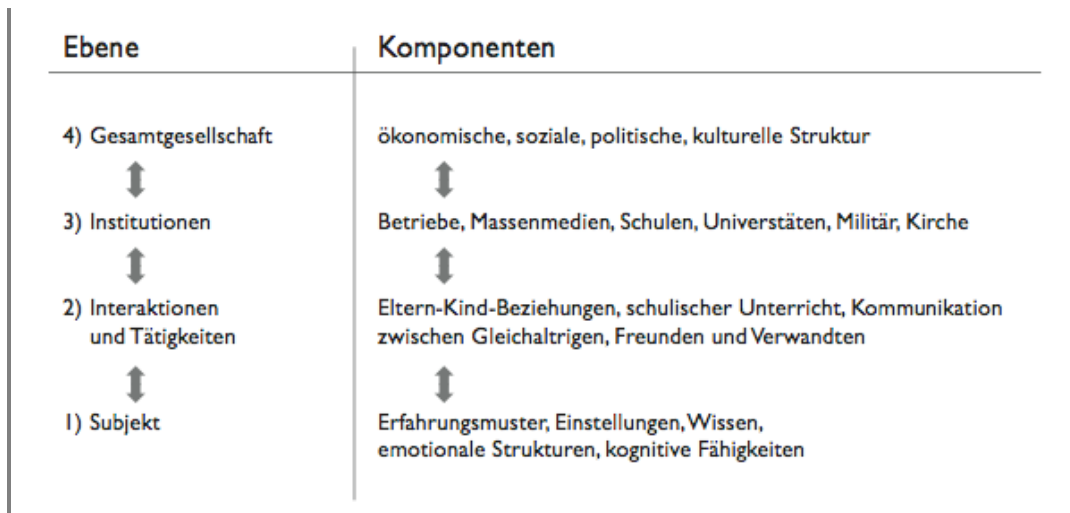 Ebene Komponenten
4) Gesamtgesellschaft ökonomische, soziale, politische, kulturelle Struktur
3) Institutionen Betriebe, Massenmedien, Schulen, Universtäten, Militär, Kirche
2) Interaktionen Eltern-Kind-Beziehungen, schulischer Unterricht, Kommunikation
und Tätigkeiten zwischen Gleichaltrigen, Freunden und Verwandten
1) Subjekt Erfahrungsmuster, Einstellungen, Wissen,
emotionale Strukturen, kognitive Fähigkeiten